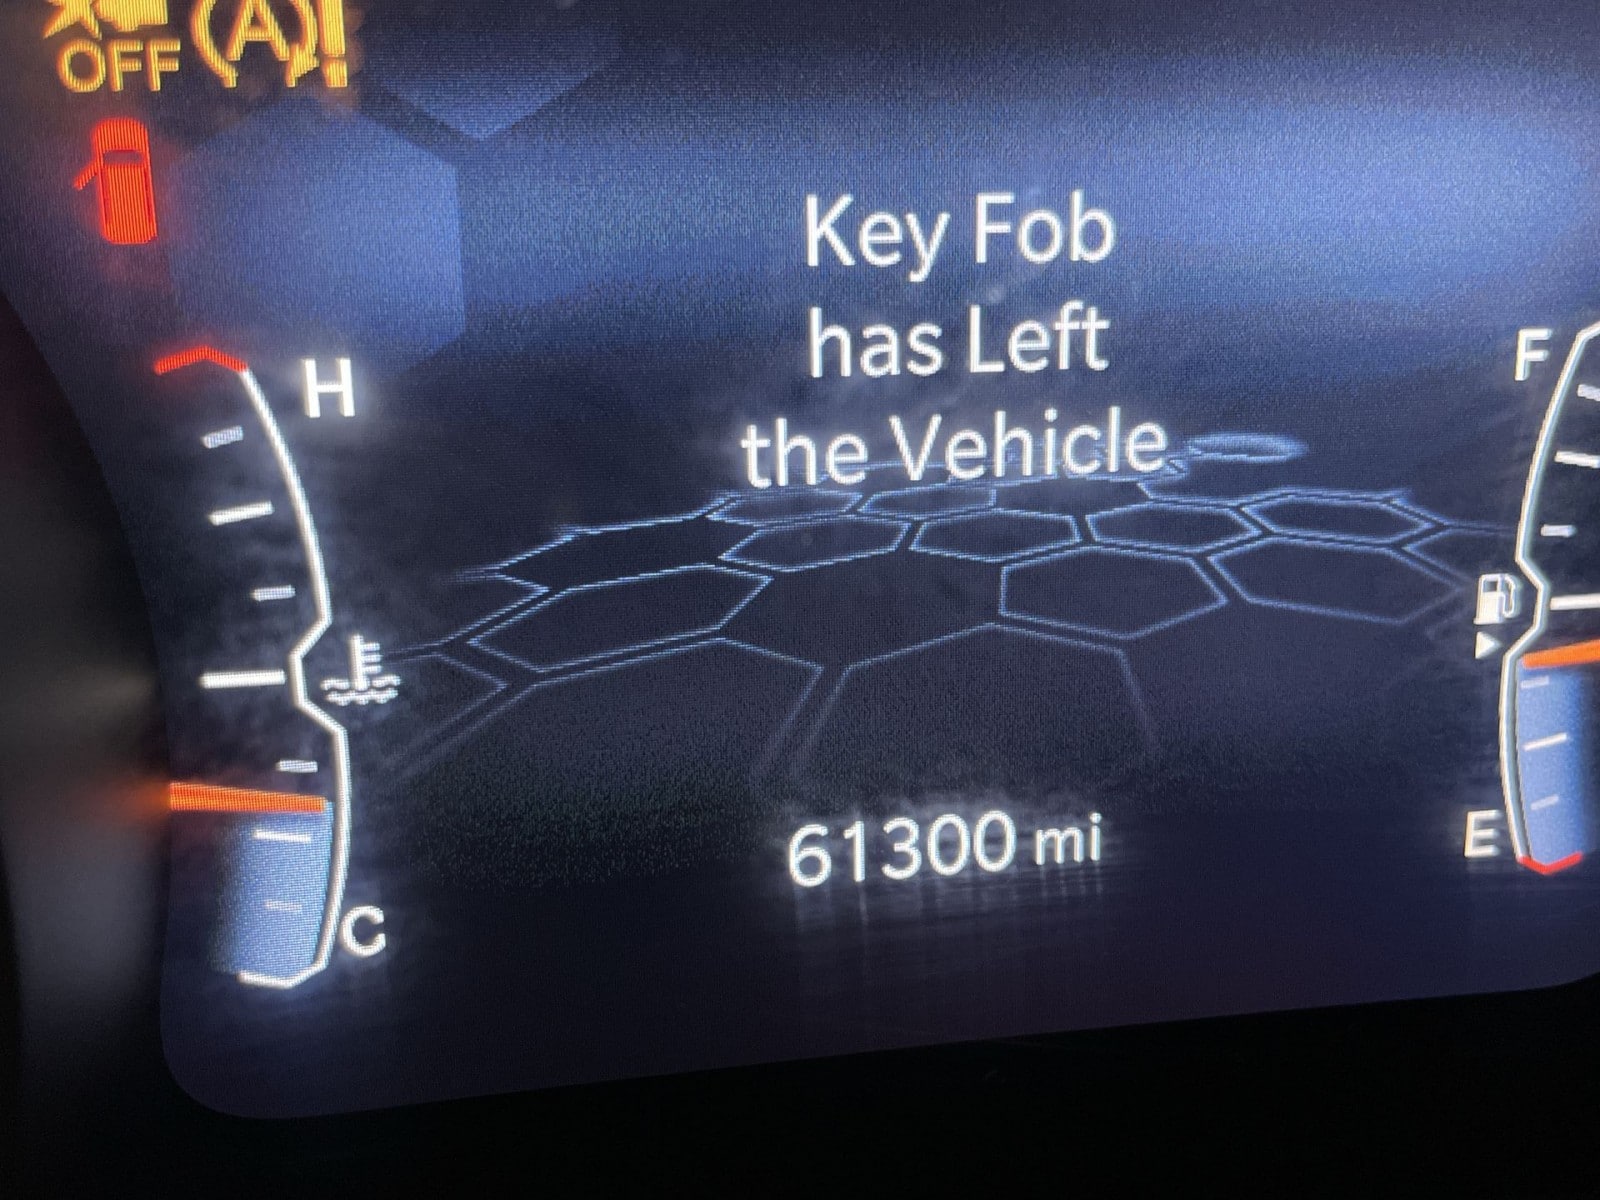 OFF
A !
Key Fob
has Left
the Vehicle
H
F
61300 mi
E
C